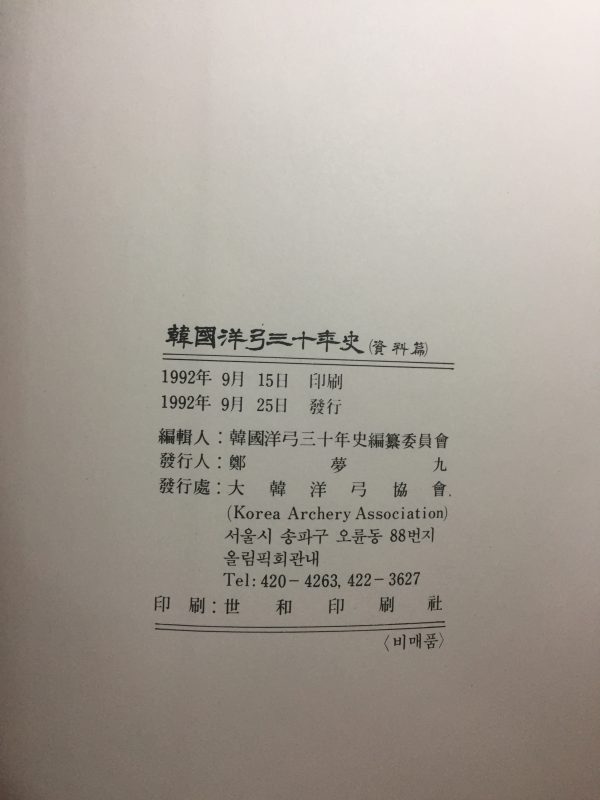 韓國洋弓三十年史(資料篇)
1992年 9月 15日 印刷
1992年 9月 25日 發行
編輯人:韓國洋弓三十年史編纂委員會
發行人:鄭夢九
發行處:大韓洋弓協會.
(Korea Archery Association)
서울시 송파구 오륜동 88번지
올림픽회관내
Tel: 420-4263, 422-3627
印刷:世和印刷社
〈비매품〉